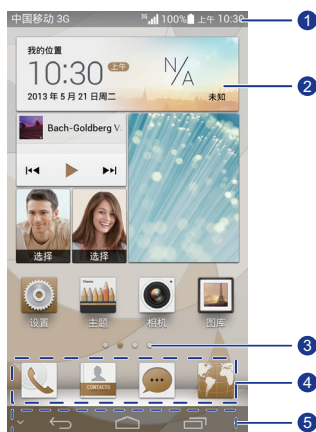 中国移动 3G
3G 100% 上午 10:30
1
我的位置
10:30 上午
N/A
2013 年 5 月 21 日周二
未知
2
Bach-Goldberg V
选择
选择
设置
主题
相机
图库
3
CONTACTS
4
5